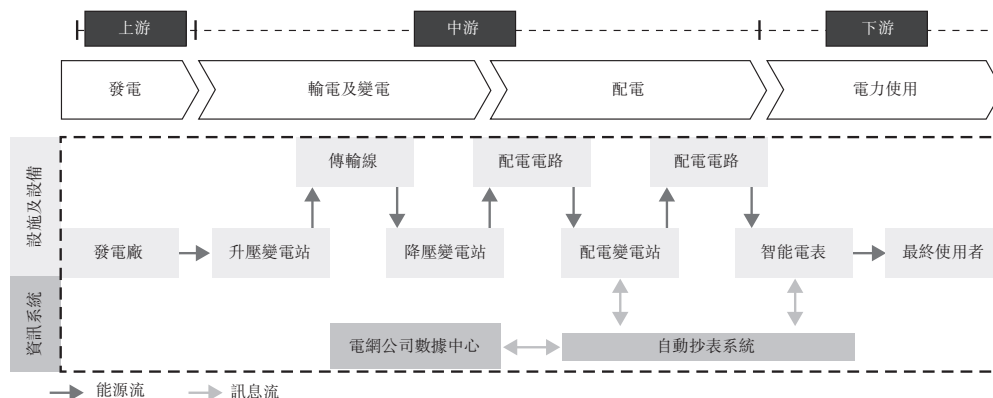 上游
中游
下游
發電
輸電及變電
配電
電力使用
設施及設備
傳輸線
配電電路
配電電路
發電廠
升壓變電站
降壓變電站
配電變電站
智能電表
最終使用者
資訊系統
電網公司數據中心
自動抄表系統
能源流
訊息流